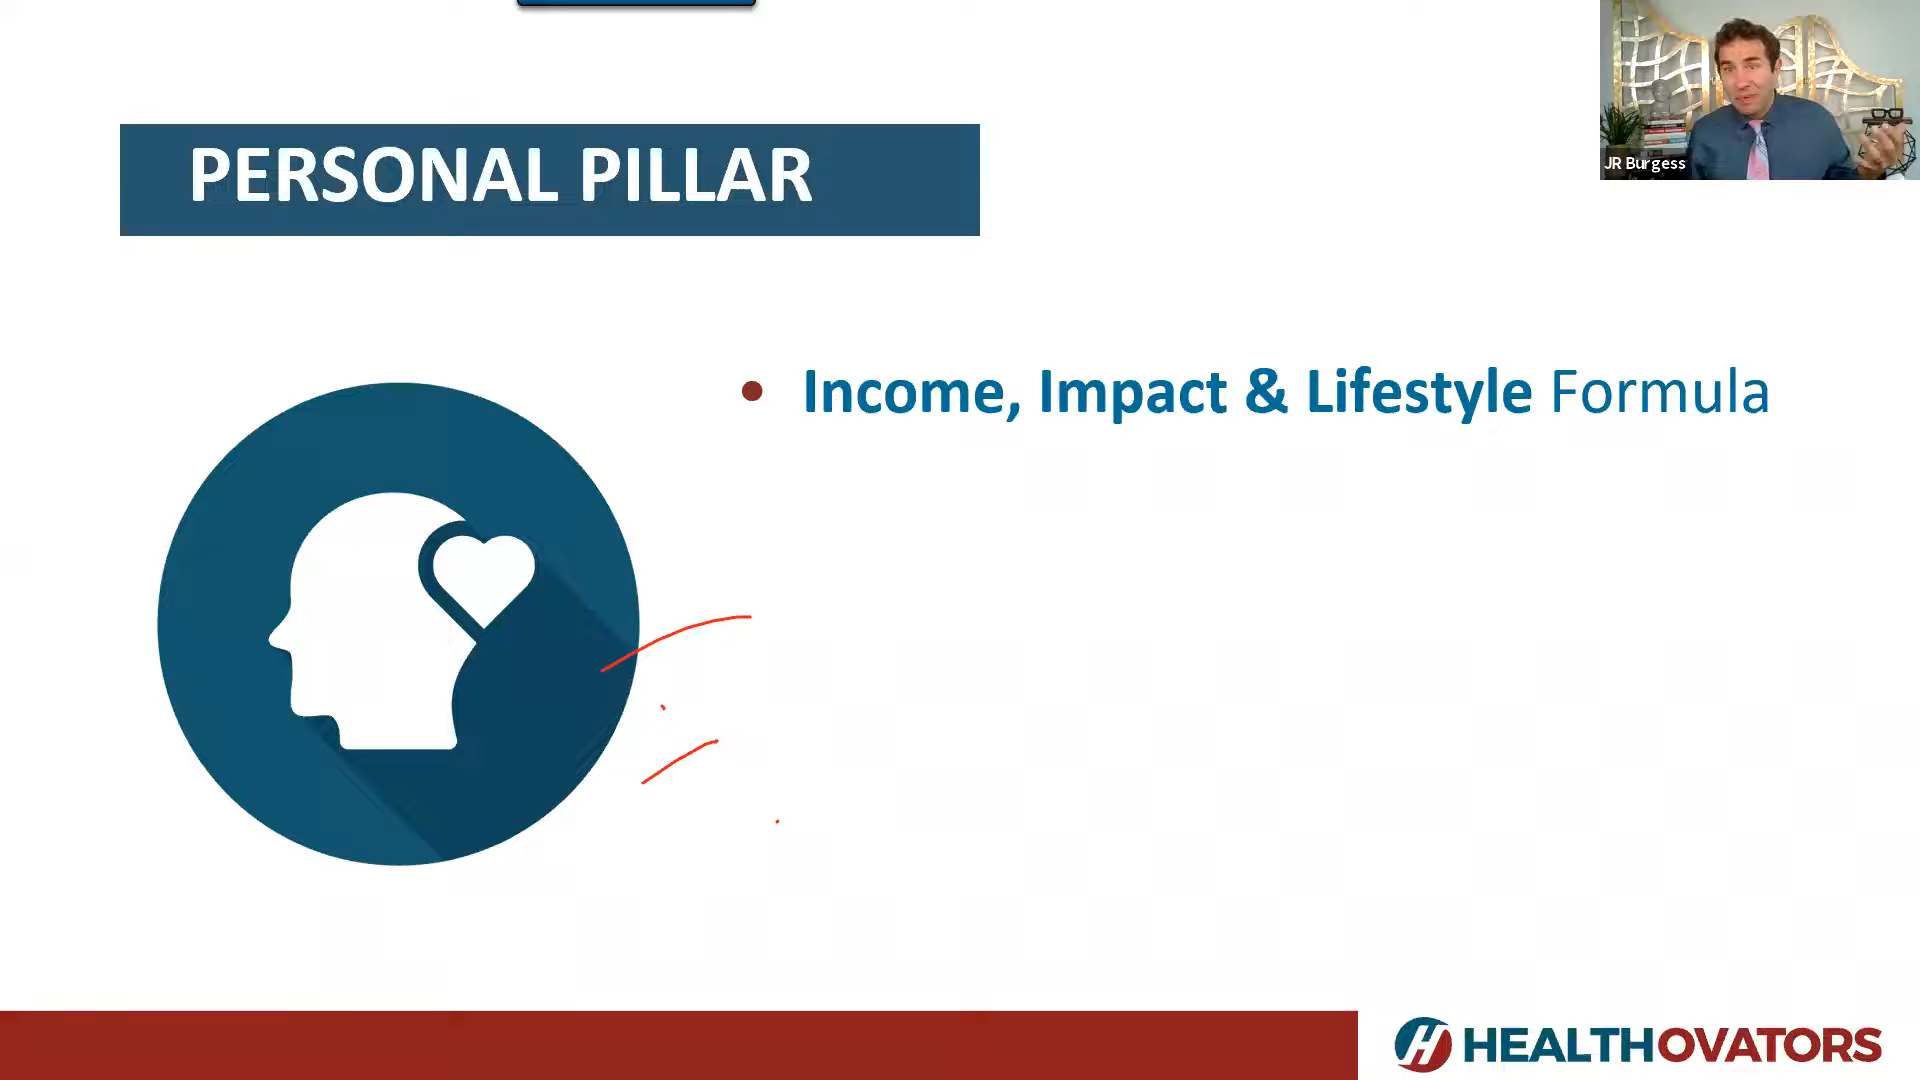 PERSONAL PILLAR
JR Burgess
• Income, Impact & Lifestyle Formula
HEALTHOVATORS